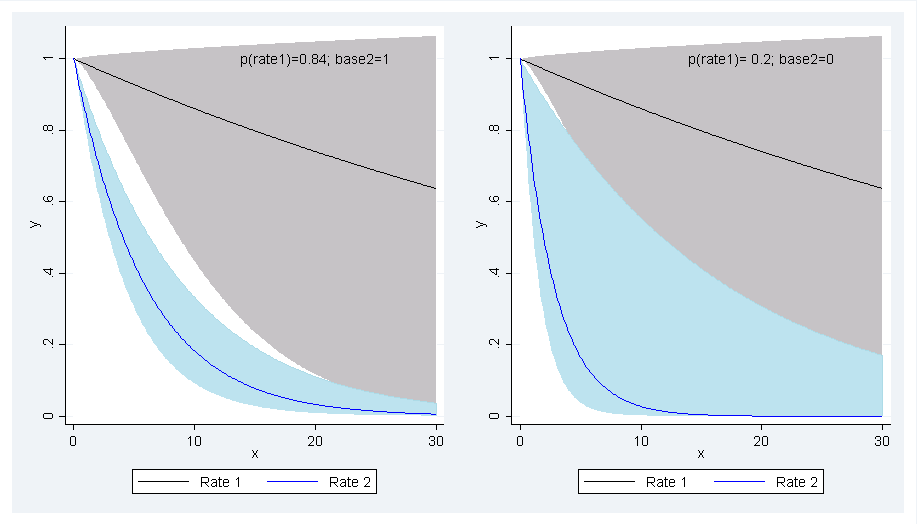 p(rate1)=0.84; base2=1
y
1
.8
.6
.4
.2
0
0 10 20 30
x
Rate 1 Rate 2
p(rate1)= 0.2; base2=0
y
1
.8
.6
.4
.2
0
0 10 20 30
x
Rate 1 Rate 2